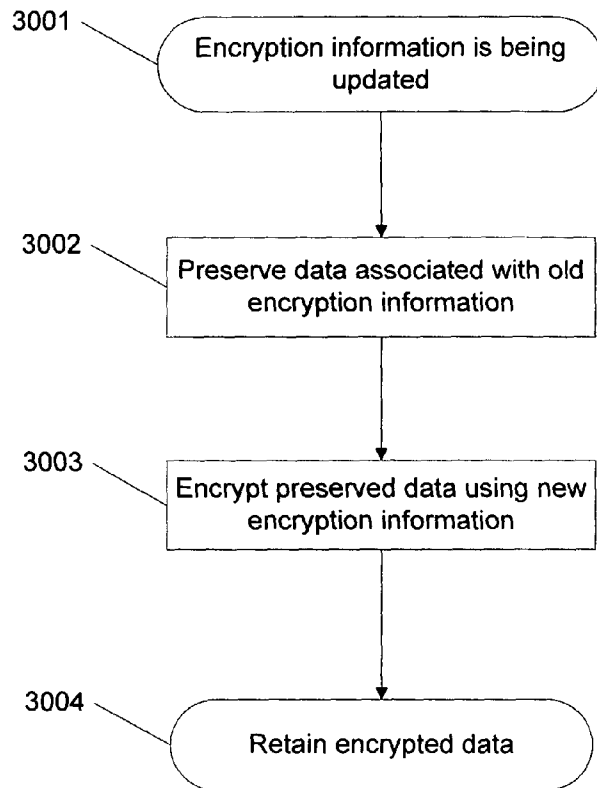 3001
Encryption information is being
updated
3002
Preserve data associated with old
encryption information
3003
Encrypt preserved data using new
encryption information
3004
Retain encrypted data